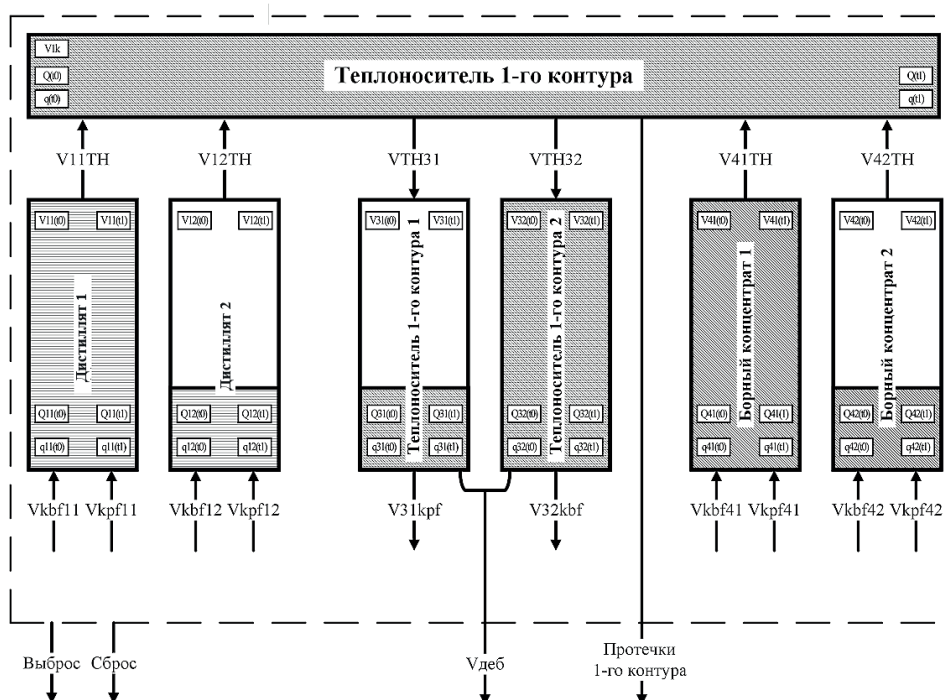 V1k
Теплоноситель 1-го контура
Q(t0) Q(t1)
q(t0) q(t1)
V11TH V12TH VTH31 VTH32 V41TH V42TH
V11(t0) V11(t1) V12(t0) V12(t1) V31(t0) V31(t1) V32(t0) V32(t1) V41(t0) V41(t1) V42(t0) V42(t1)
Дистиллят 1
Дистиллят 2
Теплоноситель 1-го контура 1
Теплоноситель 1-го контура 2
Борный концентрат 1
Борный концентрат 2
Q11(t0) Q11(t1) Q12(t0) Q12(t1) Q31(t0) Q31(t1) Q32(t0) Q32(t1) Q41(t0) Q41(1) Q42(t0) Q42(t1)
q11(t0) q11(t1) q12(t0) q12(t1) q31(t0) q31(t1) q32(t0) q32(t1) q41(t0) q41(t1) q42(t0) q42(t1)
Vkbf11 Vkpf11 Vkbf12 Vkpf12 V31kpf V32kbf Vkbf41 Vkpf41 Vkbf42 Vkpf42
Выброс Сброс Vдеб Протечки
1-го контура